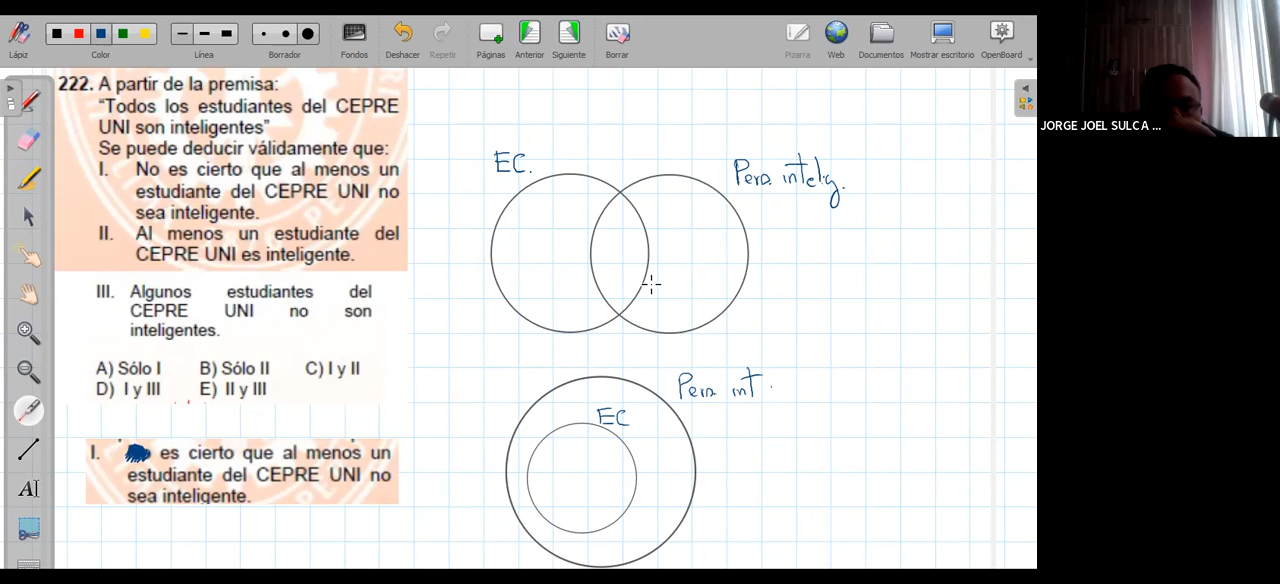 Lápiz
Color
Línea
Borrador
Fondos
Deshacer
Repetir
Páginas
Anterior
Siguiente
Borrar
Pizarra
Web
Documentos
Mostrar escritorio
OpenBoard
JORGE JOEL SULCA ...
222. A partir de la premisa:
"Todos los estudiantes del CEPRE
UNI son inteligentes"
Se puede deducir válidamente que:
I. No es cierto que al menos un
estudiante del CEPRE UNI no
sea inteligente.
II. Al menos un estudiante del
CEPRE UNI es inteligente.
III. Algunos estudiantes del
CEPRE UNI no son
inteligentes.
A) Sólo I B) Sólo II C) I y II
D) I y III E) II y III
I. es cierto que al menos un
estudiante del CEPRE UNI no
sea inteligente.
EC.
Pera intelig.
Pera int.
EC